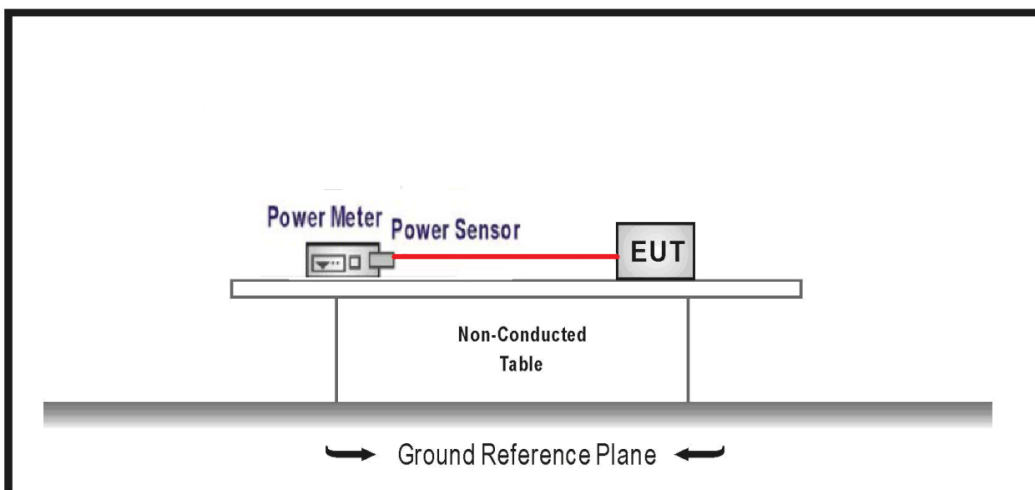 Power Meter
Power Sensor
EUT
Non-Conducted
Table
Ground Reference Plane